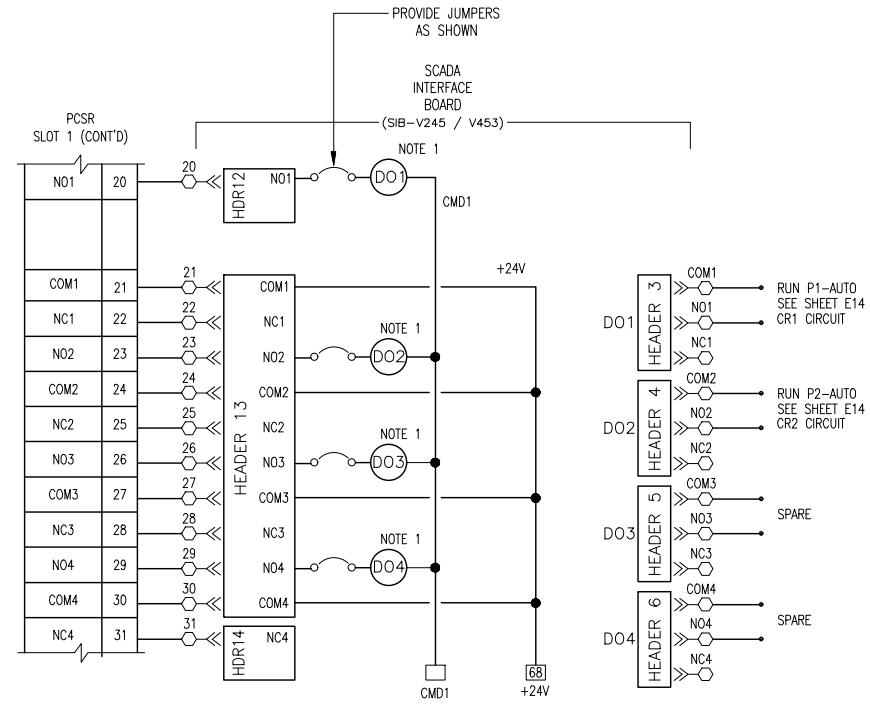 PROVIDE JUMPERS
AS SHOWN
SCADA
INTERFACE
BOARD
(SIB-V245 / V453)
PCSR
SLOT 1 (CONT'D)
NOTE 1
NO1 20
20
HDR12
NO1
DO1
CMD1
+24V
COM1 21
21
COM1
NC1 22
22
NC1
NOTE 1
NO2 23
23
NO2
DO2
COM2 24
24
COM2
NC2 25
25
NC2
HEADER 13
NOTE 1
NO3 26
26
NO3
DO3
COM3 27
27
COM3
NC3 28
28
NC3
NOTE 1
NO4 29
29
NO4
DO4
COM4 30
30
COM4
NC4 31
31
HDR14
NC4
CMD1
68
+24V
DO1
HEADER 3
COM1
NO1
NC1
RUN P1-AUTO
SEE SHEET E14
CR1 CIRCUIT
DO2
HEADER 4
COM2
NO2
NC2
RUN P2-AUTO
SEE SHEET E14
CR2 CIRCUIT
DO3
HEADER 5
COM3
NO3
NC3
SPARE
DO4
HEADER 6
COM4
NO4
NC4
SPARE